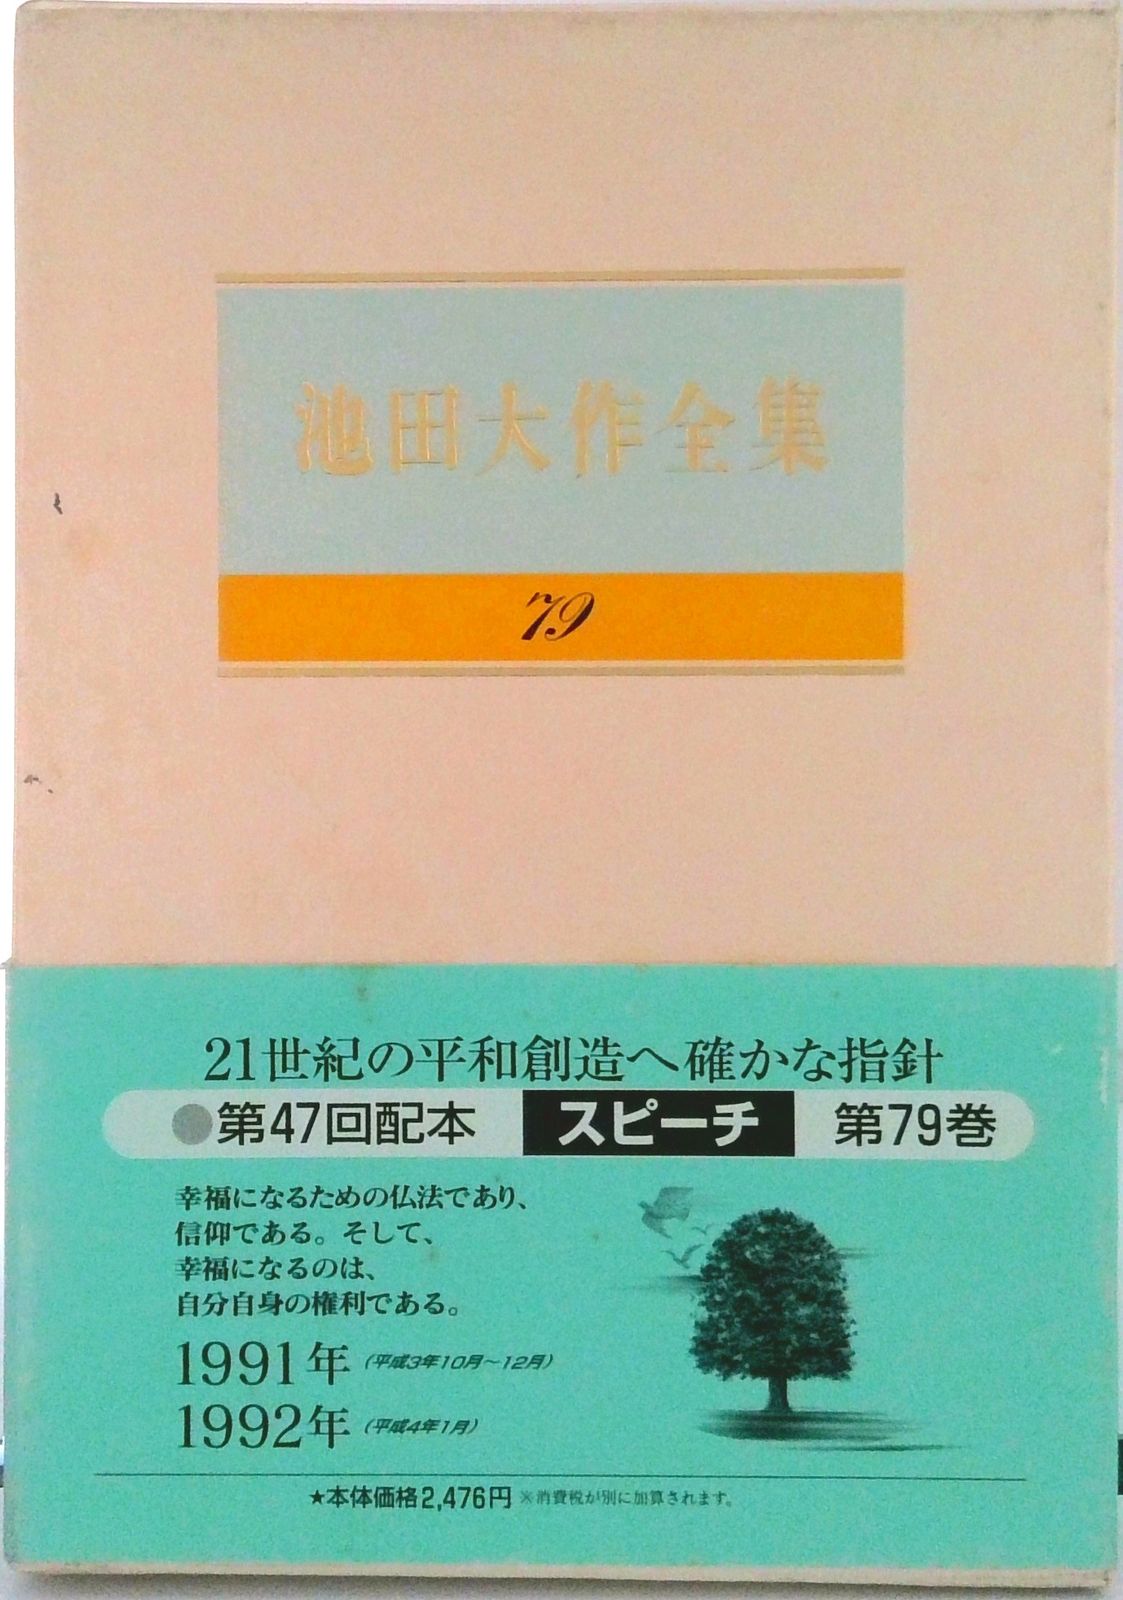 池田大作全集
79
21世紀の平和創造へ確かな指針
●第47回配本 スピーチ 第79巻
幸福になるための仏法であり、
信仰である。そして、
幸福になるのは、
自分自身の権利である。
1991年（平成3年10月～12月）
1992年（平成4年1月）
★本体価格2,476円 ※消費税が別に加算されます。